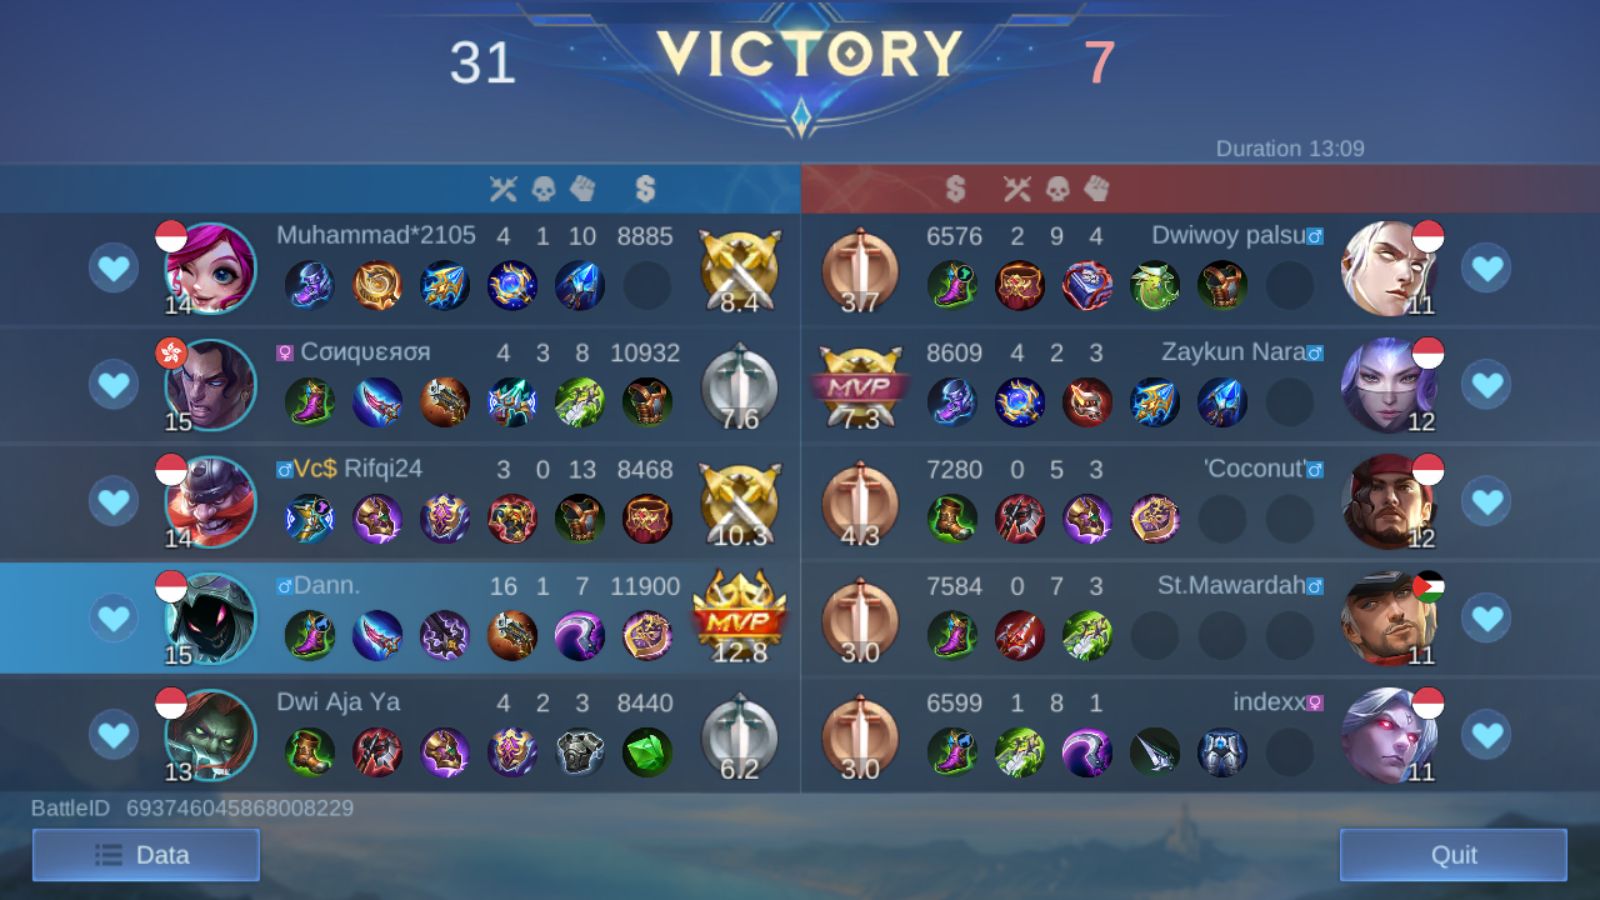 VICTORY
31
7
Duration 13:09
Muhammad*2105 4 1 10 8885
14
8.4
Cσиqυєяσя 4 3 8 10932
15
7.6
Vc$ Rifqi24 3 0 13 8468
14
10.3
Dann. 16 1 7 11900
15
MVP
12.8
Dwi Aja Ya 4 2 3 8440
13
6.2
6576 2 9 4 Dwiwoy palsu
3.7
11
8609 4 2 3 Zaykun Nara
MVP
7.3
12
7280 0 5 3 'Coconut'
4.3
12
7584 0 7 3 St.Mawardah
3.0
11
6599 1 8 1 indexx
3.0
11
BattleID 693746045868008229
Data
Quit